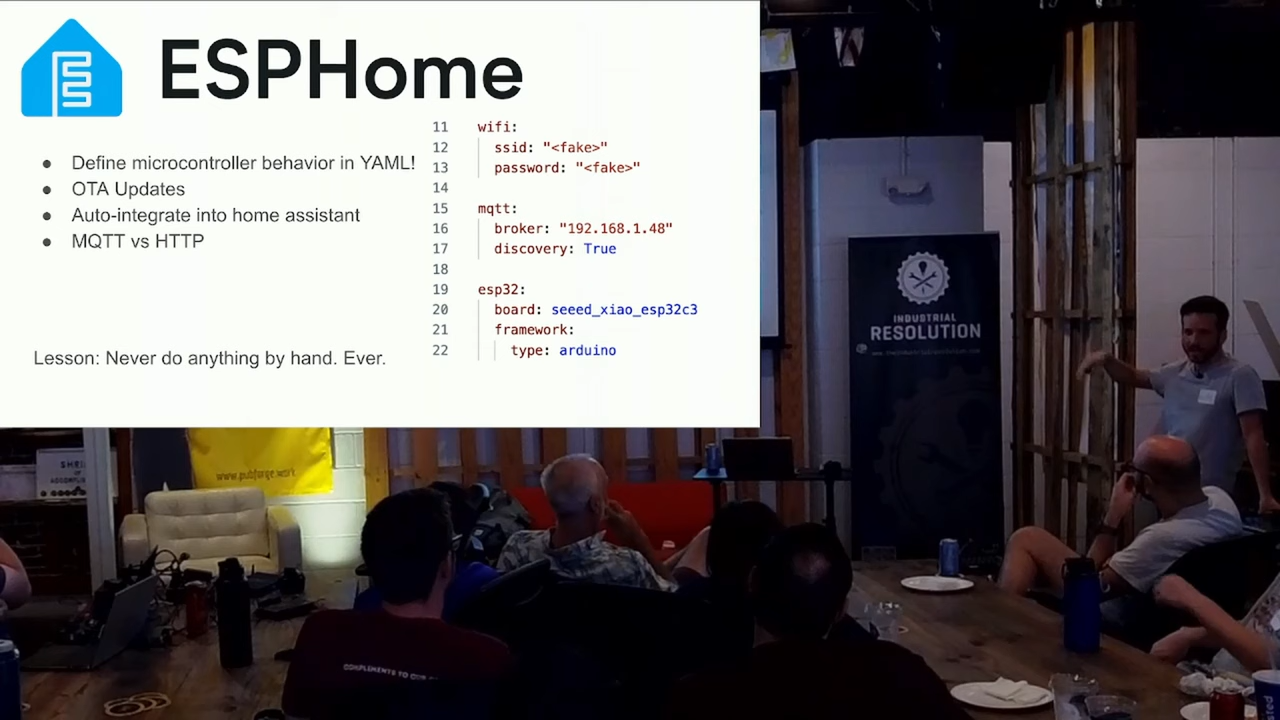 ESPHome
Define microcontroller behavior in YAML!
OTA Updates
Auto-integrate into home assistant
MQTT vs HTTP
Lesson: Never do anything by hand. Ever.
11 wifi:
12 ssid: "<fake>"
13 password: "<fake>"
14
15 mqtt:
16 broker: "192.168.1.48"
17 discovery: True
18
19 esp32:
20 board: seeed_xiao_esp32c3
21 framework:
22 type: arduino
INDUSTRIAL
RESOLUTION
www.pubforge.work
COMPLEMENTS TO OUR